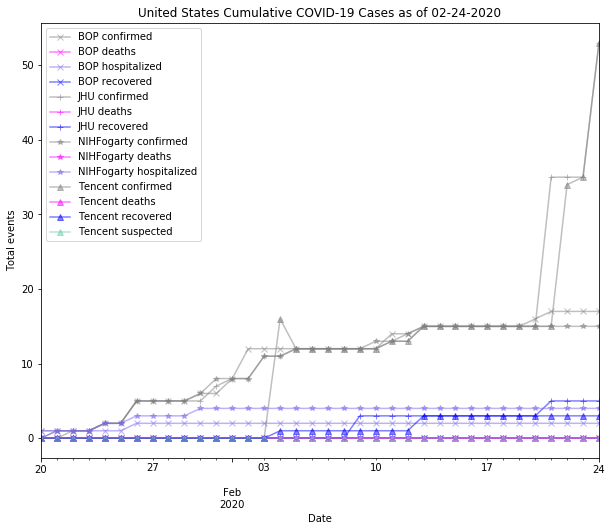 United States Cumulative COVID-19 Cases as of 02-24-2020
BOP confirmed
BOP deaths
BOP hospitalized
BOP recovered
JHU confirmed
JHU deaths
JHU recovered
NIHFogarty confirmed
NIHFogarty deaths
NIHFogarty hospitalized
Tencent confirmed
Tencent deaths
Tencent recovered
Tencent suspected
Total events
50
40
30
20
10
0
20 27 03 10 17 24
Feb
2020
Date